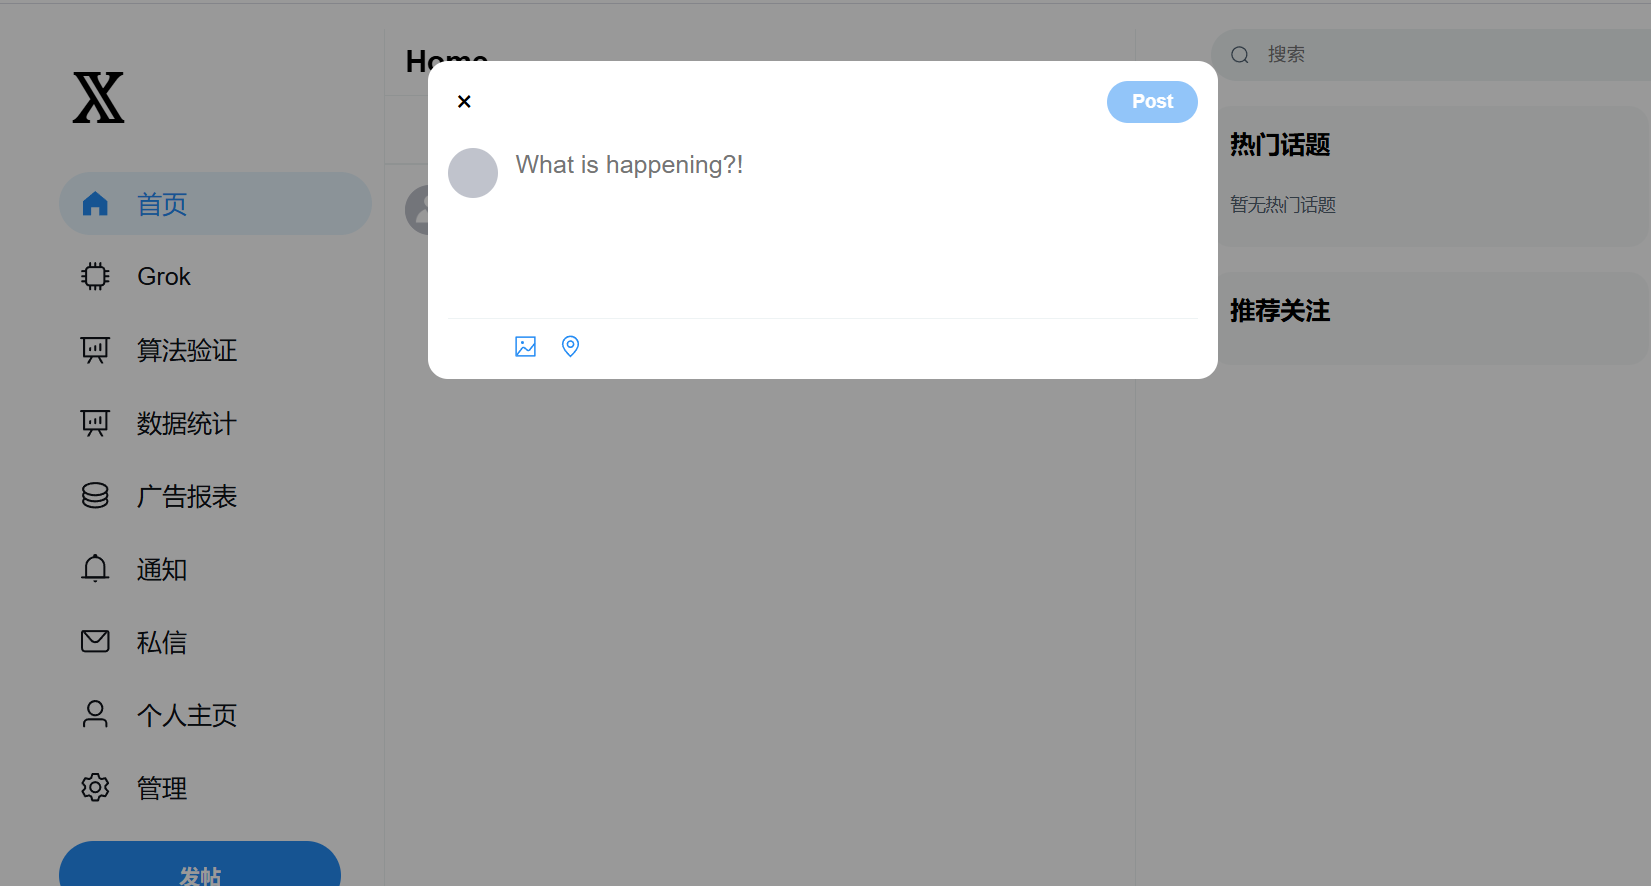 𝕏
首页
Grok
算法验证
数据统计
广告报表
通知
私信
个人主页
管理
发帖
Home
×
Post
What is happening?!
搜索
热门话题
暂无热门话题
推荐关注